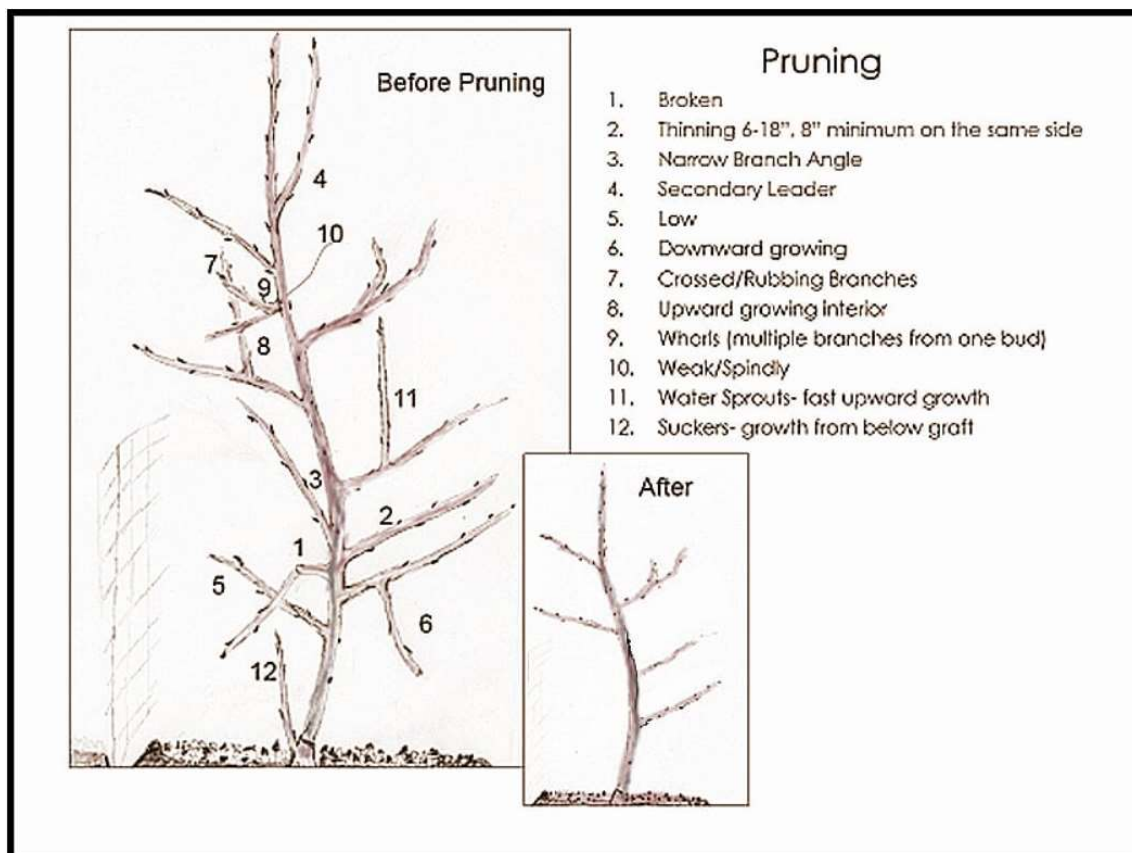 Before Pruning
4
10
7
9
8
11
3
2
1
5
6
12
Pruning
1. Broken
2. Thinning 6-18". 8" minimum on the same side
3. Narrow Branch Angle
4. Secondary Leader
5. Low
6. Downward growing
7. Crossed/Rubbing Branches
8. Upward growing interior
9. Whorls (multiple branches from one bud)
10. Weak/Spindly
11. Water Sprouts- fast upward growth
12. Suckers- growth from below graft
After